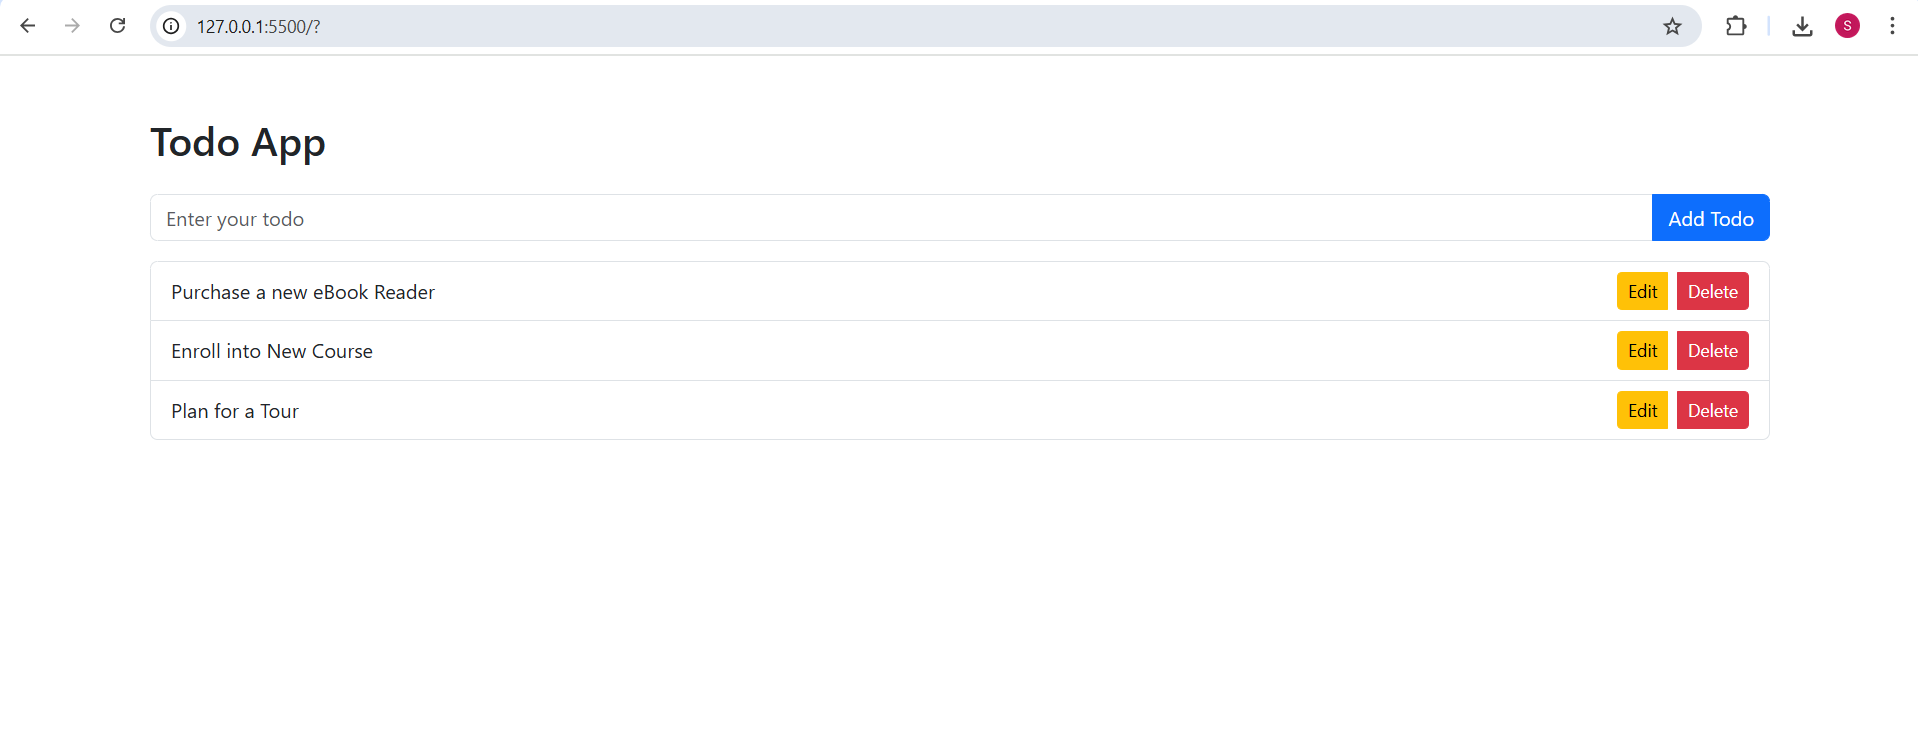 127.0.0.1:5500/?
S
Todo App
Enter your todo Add Todo
Purchase a new eBook Reader Edit Delete
Enroll into New Course Edit Delete
Plan for a Tour Edit Delete